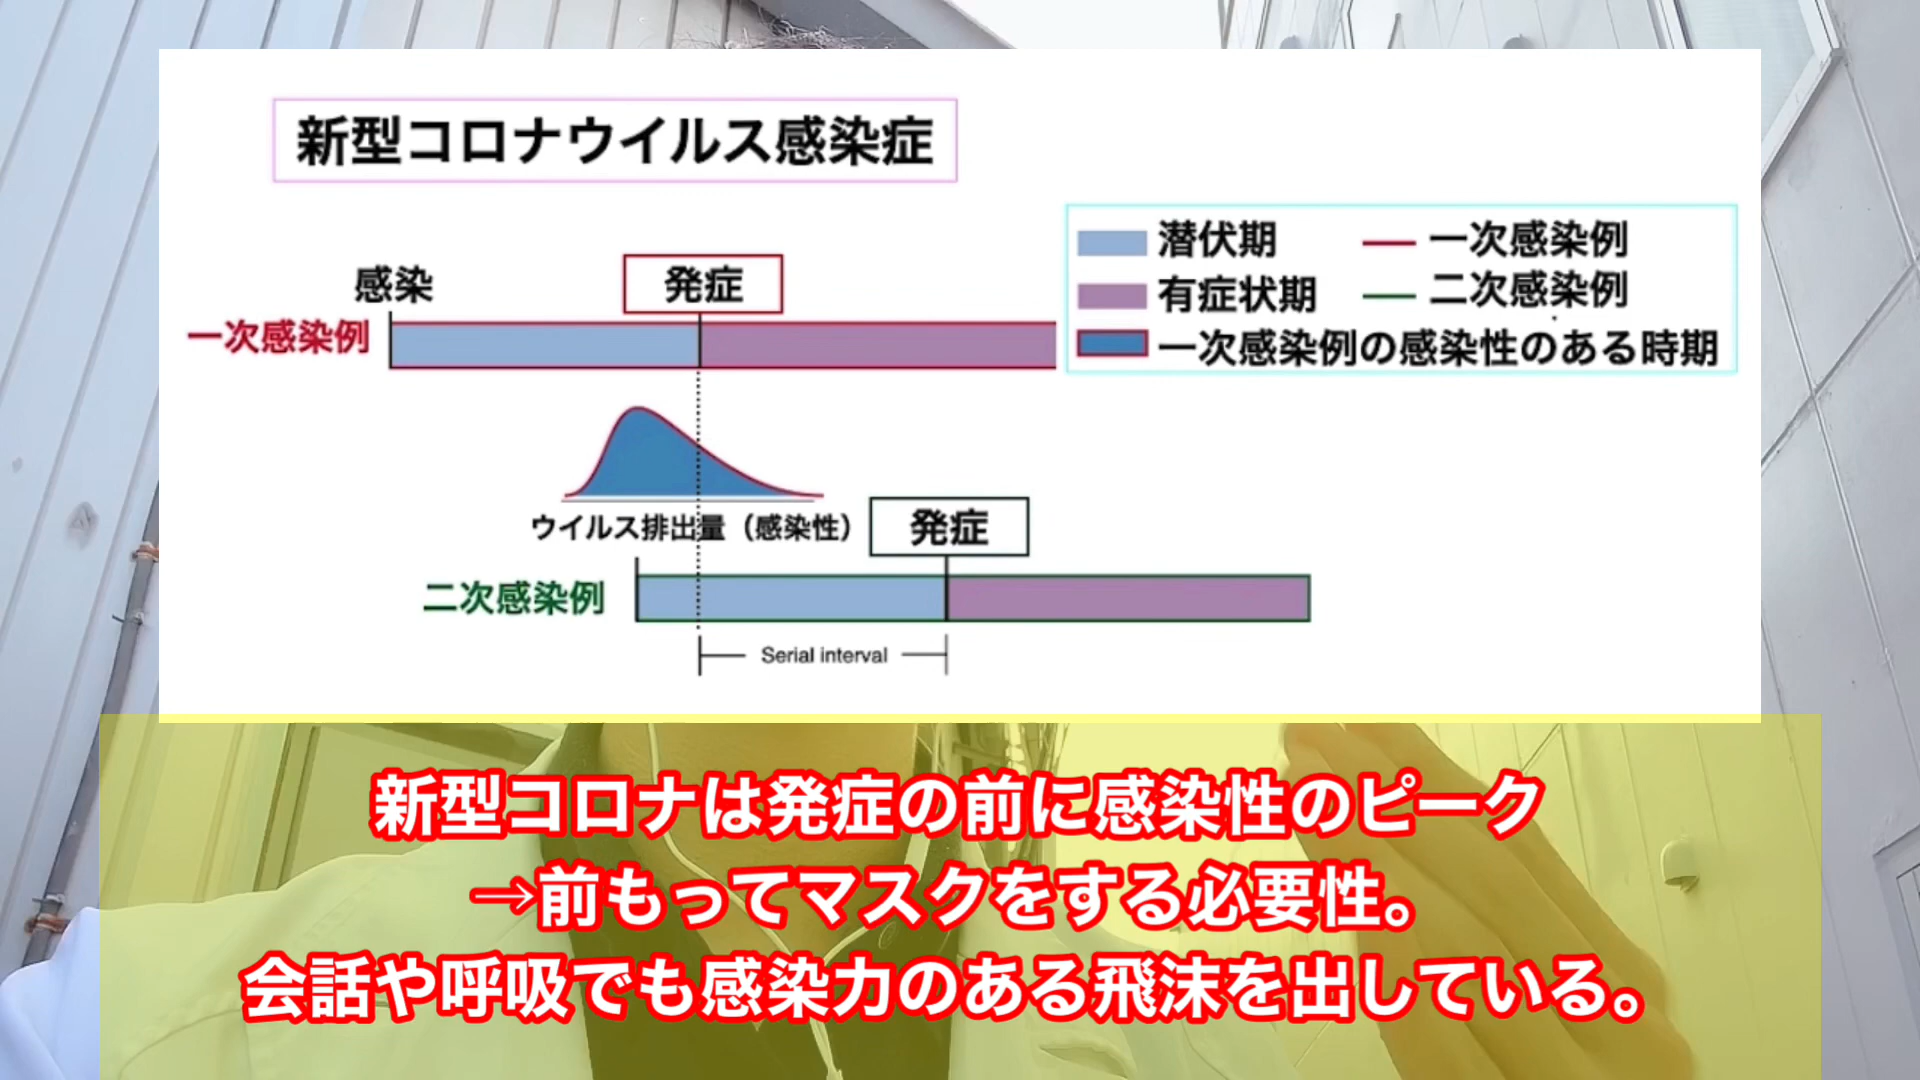 新型コロナウイルス感染症
潜伏期
一次感染例
有症状期
二次感染例
一次感染例の感染性のある時期
感染
発症
一次感染例
ウイルス排出量（感染性）
発症
二次感染例
Serial interval
新型コロナは発症の前に感染性のピーク
→前もってマスクをする必要性。
会話や呼吸でも感染力のある飛沫を出している。